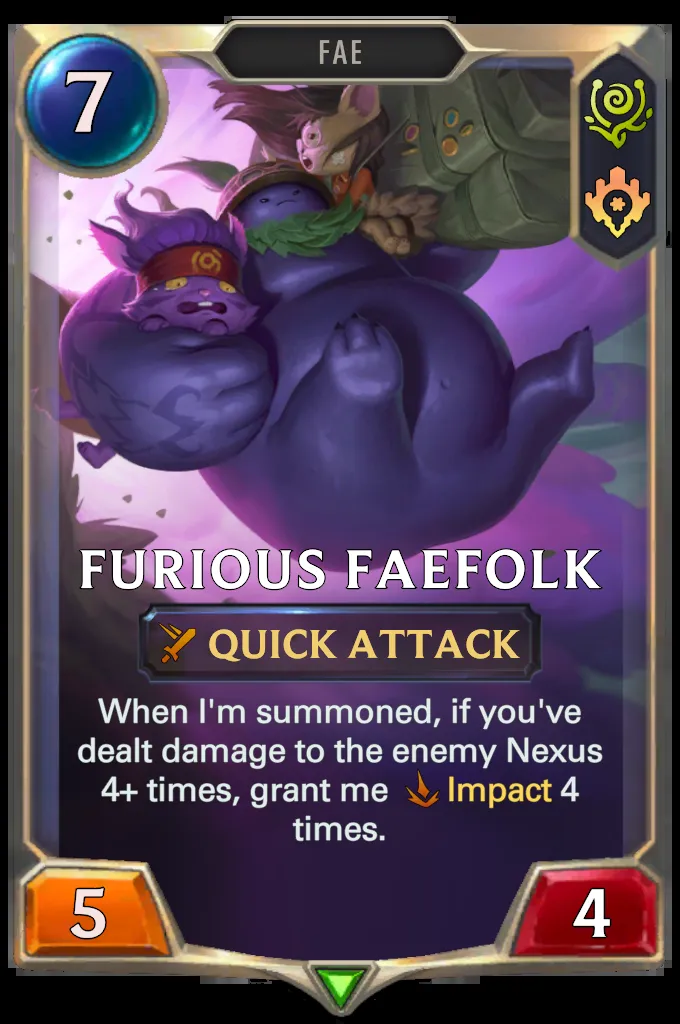 FAE
7
FURIOUS FAEFOLK
QUICK ATTACK
When I'm summoned, if you've
dealt damage to the enemy Nexus
4+ times, grant me Impact 4
times.
5
4